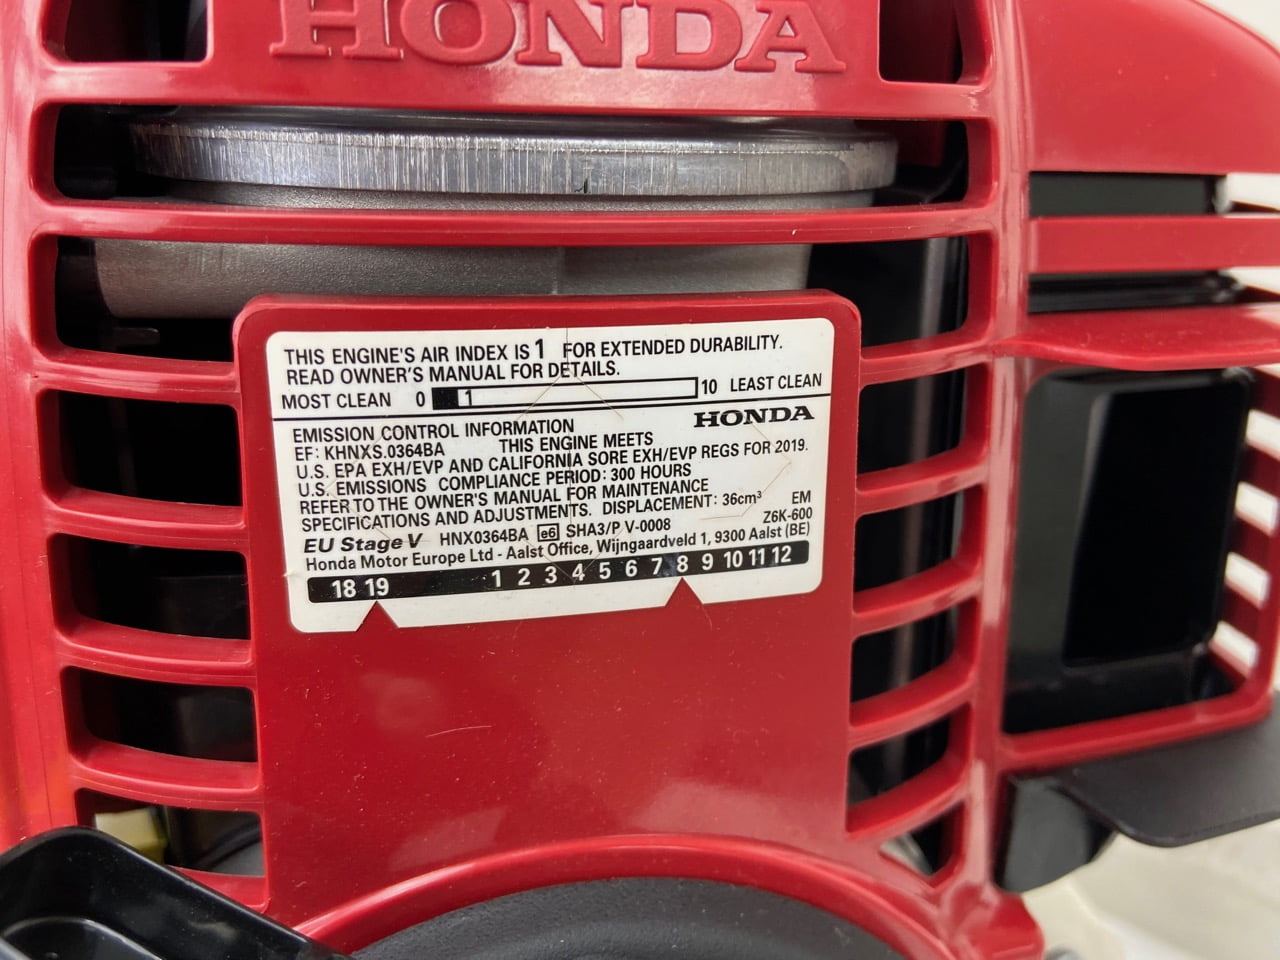 HONDA
THIS ENGINE'S AIR INDEX IS 1 FOR EXTENDED DURABILITY.
READ OWNER'S MANUAL FOR DETAILS.
MOST CLEAN 0 1 10 LEAST CLEAN
HONDA
EMISSION CONTROL INFORMATION
EF: KHNXS.0364BA THIS ENGINE MEETS
U.S. EPA EXH/EVP AND CALIFORNIA SORE EXH/EVP REGS FOR 2019.
U.S. EMISSIONS COMPLIANCE PERIOD: 300 HOURS
REFER TO THE OWNER'S MANUAL FOR MAINTENANCE
SPECIFICATIONS AND ADJUSTMENTS. DISPLACEMENT: 36cm³ EM
EU Stage V HNX0364BA e6 SHA3/P V-0008 Z6K-600
Honda Motor Europe Ltd - Aalst Office, Wijngaardveld 1, 9300 Aalst (BE)
18 19 1 2 3 4 5 6 7 8 9 10 11 12